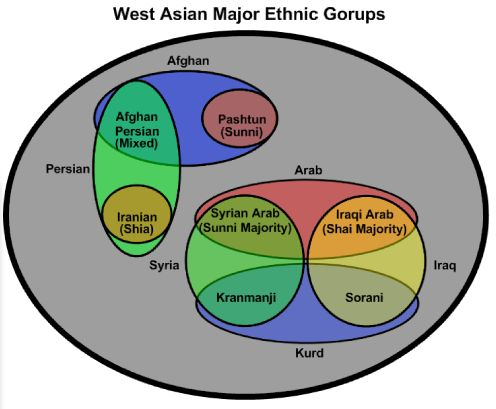 West Asian Major Ethnic Gorups
Afghan
Afghan
Persian
(Mixed)
Pashtun
(Sunni)
Persian
Arab
Iranian
(Shia)
Syrian Arab
(Sunni Majority)
Iraqi Arab
(Shai Majority)
Syria
Iraq
Kranmanji
Sorani
Kurd